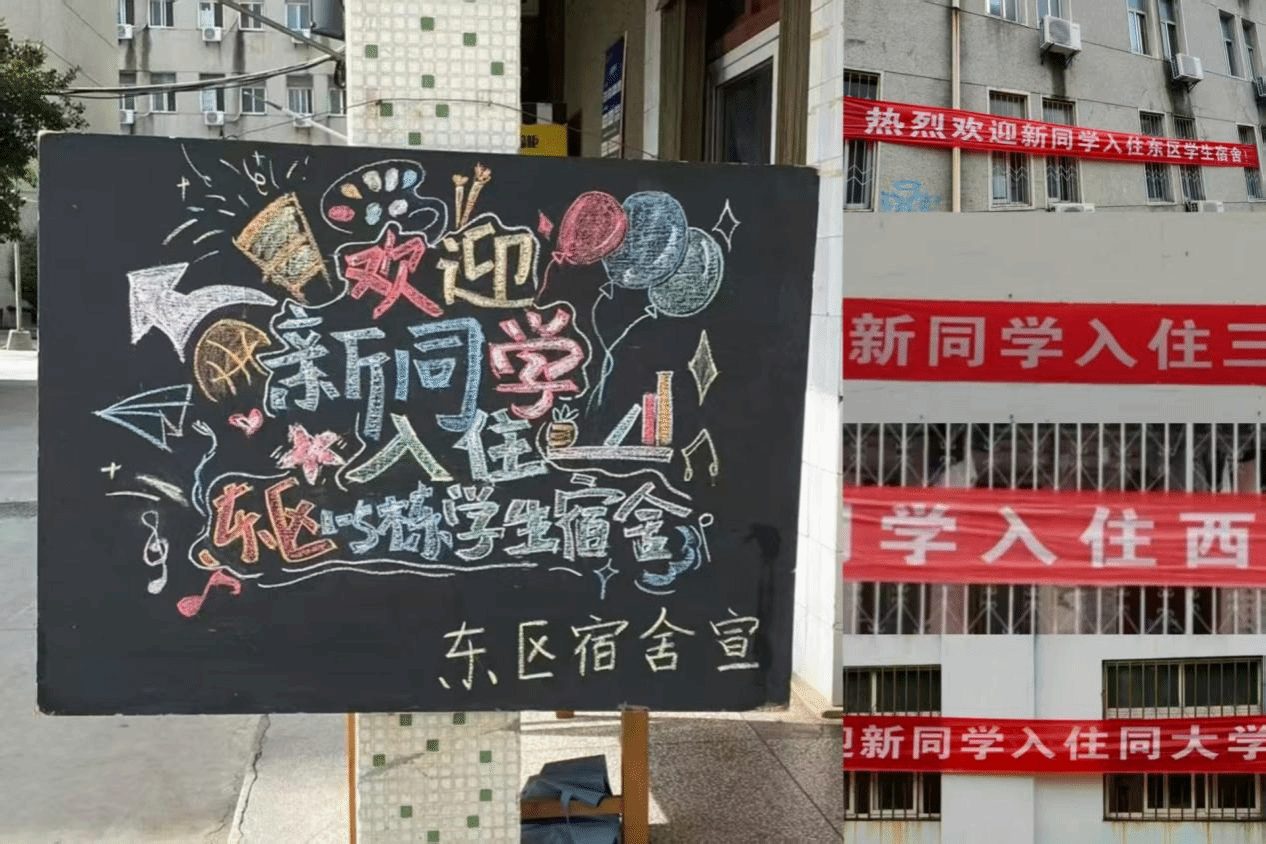 欢迎
新同学
入住
东区1-5栋学生宿舍
东区宿舍宣
热烈欢迎新同学入住东区学生宿舍!
新同学入住三
学入住西
新同学入住同大学